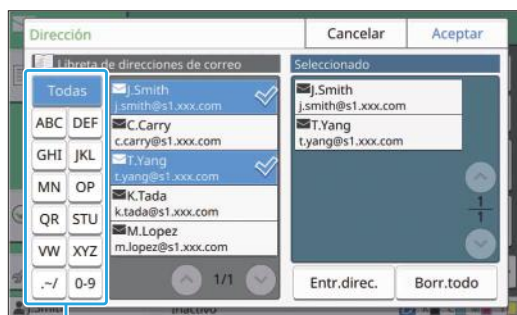 Dirección
Cancelar
Aceptar
Libreta de direcciones de correo
Seleccionado
Todas
ABC DEF
GHI JKL
MN OP
QR STU
VW XYZ
.~/ 0-9
J.Smith
j.smith@s1.xxx.com
C.Carry
c.carry@s1.xxx.com
T.Yang
t.yang@s1.xxx.com
K.Tada
k.tada@s1.xxx.com
M.Lopez
m.lopez@s1.xxx.com
1/1
J.Smith
j.smith@s1.xxx.com
T.Yang
t.yang@s1.xxx.com
1
1
Entr.direc.
Borr.todo
J.Smith
Inactivo